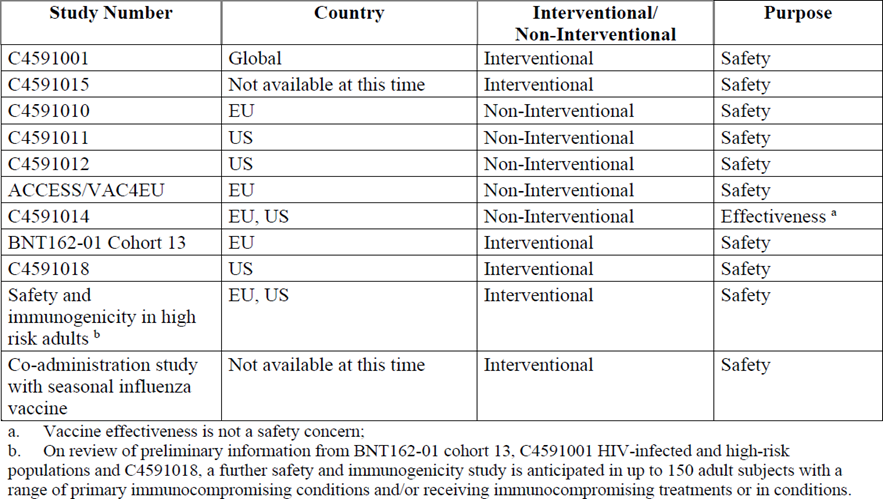 Study Number Country Interventional/ Purpose
Non-Interventional
C4591001 Global Interventional Safety
C4591015 Not available at this time Interventional Safety
C4591010 EU Non-Interventional Safety
C4591011 US Non-Interventional Safety
C4591012 US Non-Interventional Safety
ACCESS/VAC4EU EU Non-Interventional Safety
C4591014 EU, US Non-Interventional Effectiveness a
BNT162-01 Cohort 13 EU Interventional Safety
C4591018 US Interventional Safety
Safety and EU, US Interventional Safety
immunogenicity in high
risk adults b
Co-administration study Not available at this time Interventional Safety
with seasonal influenza
vaccine
a. Vaccine effectiveness is not a safety concern;
b. On review of preliminary information from BNT162-01 cohort 13, C4591001 HIV-infected and high-risk
populations and C4591018, a further safety and immunogenicity study is anticipated in up to 150 adult subjects with a
range of primary immunocompromising conditions and/or receiving immunocompromising treatments or in conditions.